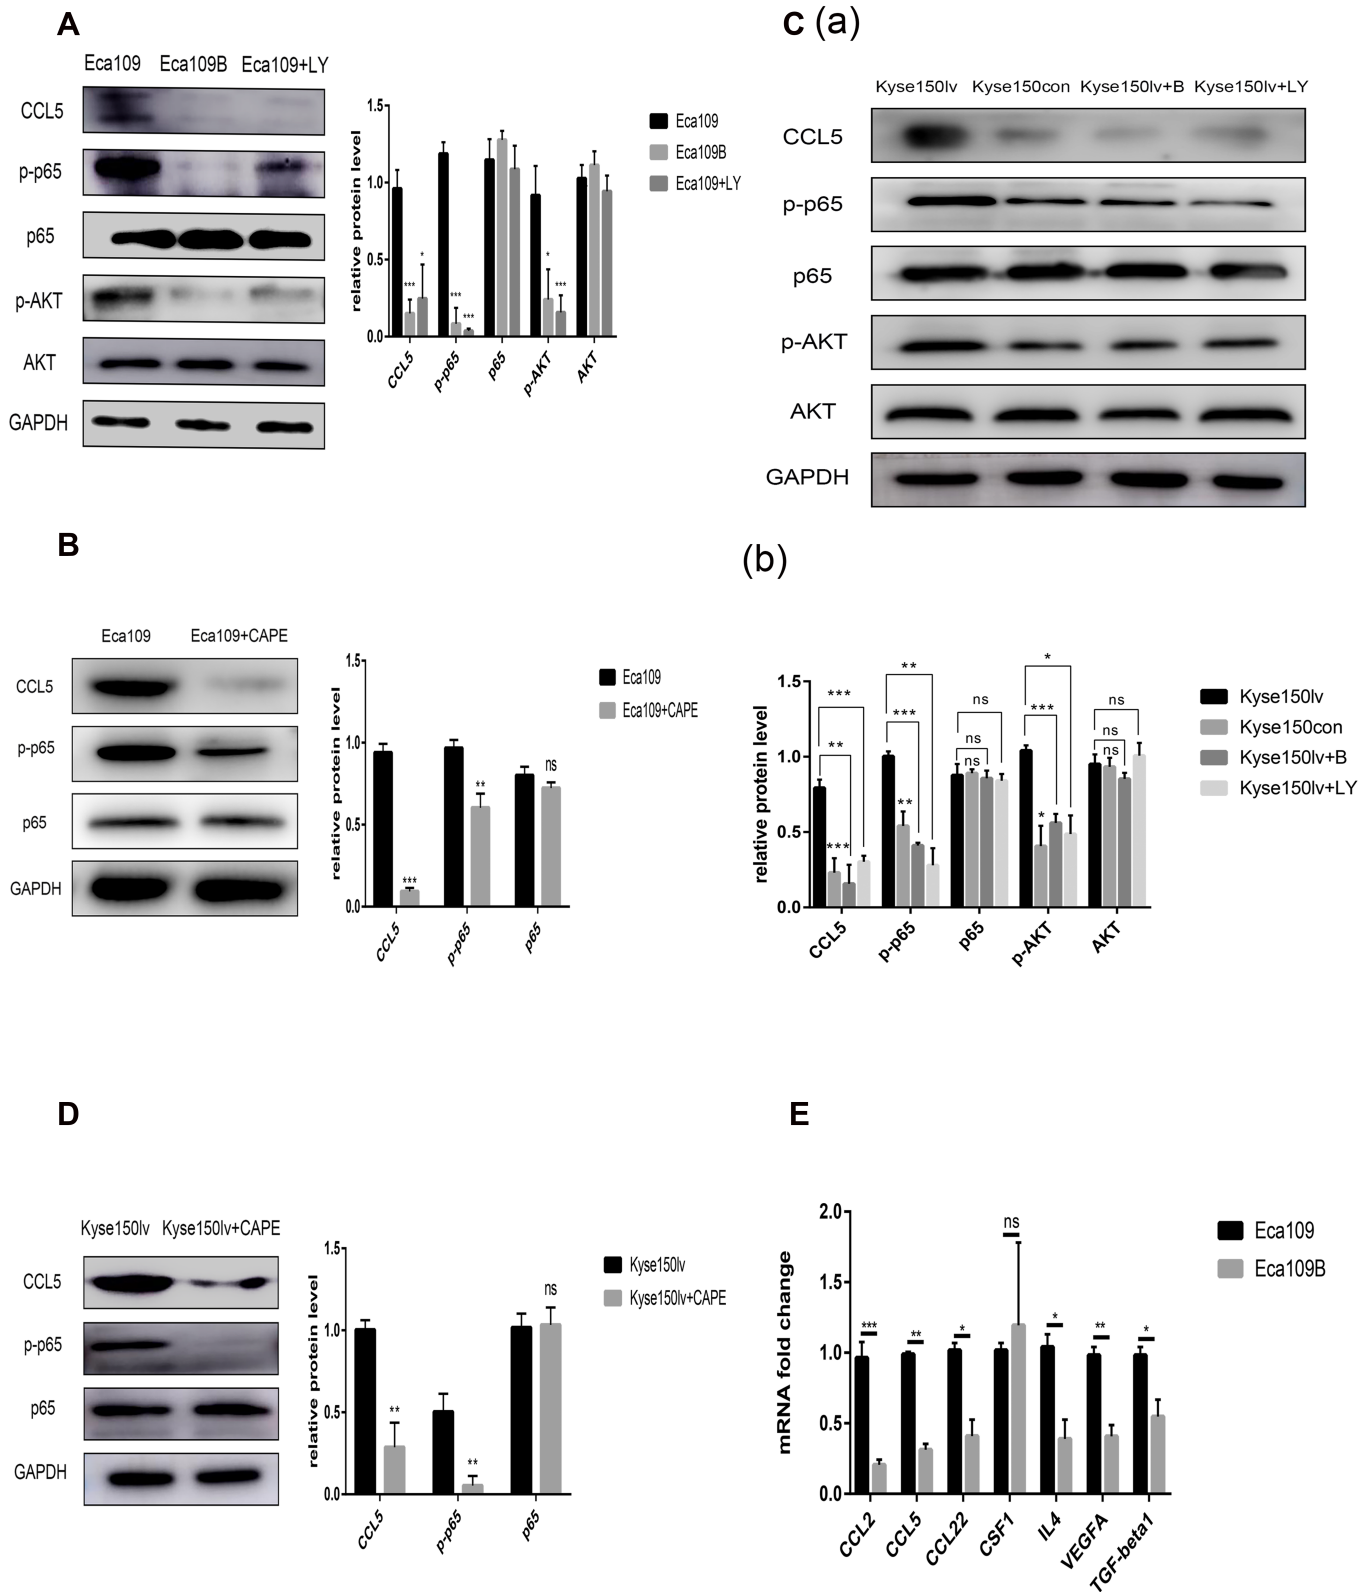 A
Eca109 Eca109B Eca109+LY
CCL5
p-p65
p65
p-AKT
AKT
GAPDH
relative protein level
1.5
1.0
0.5
0.0
*** *
*** ***
* ***
CCL5 p-p65 p65 p-AKT AKT
Eca109
Eca109B
Eca109+LY
C (a)
Kyse150lv Kyse150con Kyse150lv+B Kyse150lv+LY
CCL5
p-p65
p65
p-AKT
AKT
GAPDH
B
Eca109 Eca109+CAPE
CCL5
p-p65
p65
GAPDH
relative protein level
1.5
1.0
0.5
0.0
*** ** ns
CCL5 p-p65 p65
Eca109
Eca109+CAPE
(b)
relative protein level
1.5
1.0
0.5
0.0
***
**
***
**
***
**
ns
ns
ns
*
***
*
ns
ns
ns
CCL5 p-p65 p65 p-AKT AKT
Kyse150lv
Kyse150con
Kyse150lv+B
Kyse150lv+LY
D
Kyse150lv Kyse150lv+CAPE
CCL5
p-p65
p65
GAPDH
relative protein level
1.5
1.0
0.5
0.0
** ** ns
CCL5 p-p65 p65
Kyse150lv
Kyse150lv+CAPE
E
mRNA fold change
2.0
1.5
1.0
0.5
0.0
*** ** * ns * ** *
CCL2 CCL5 CCL22 CSF1 IL4 VEGFA TGF-beta1
Eca109
Eca109B